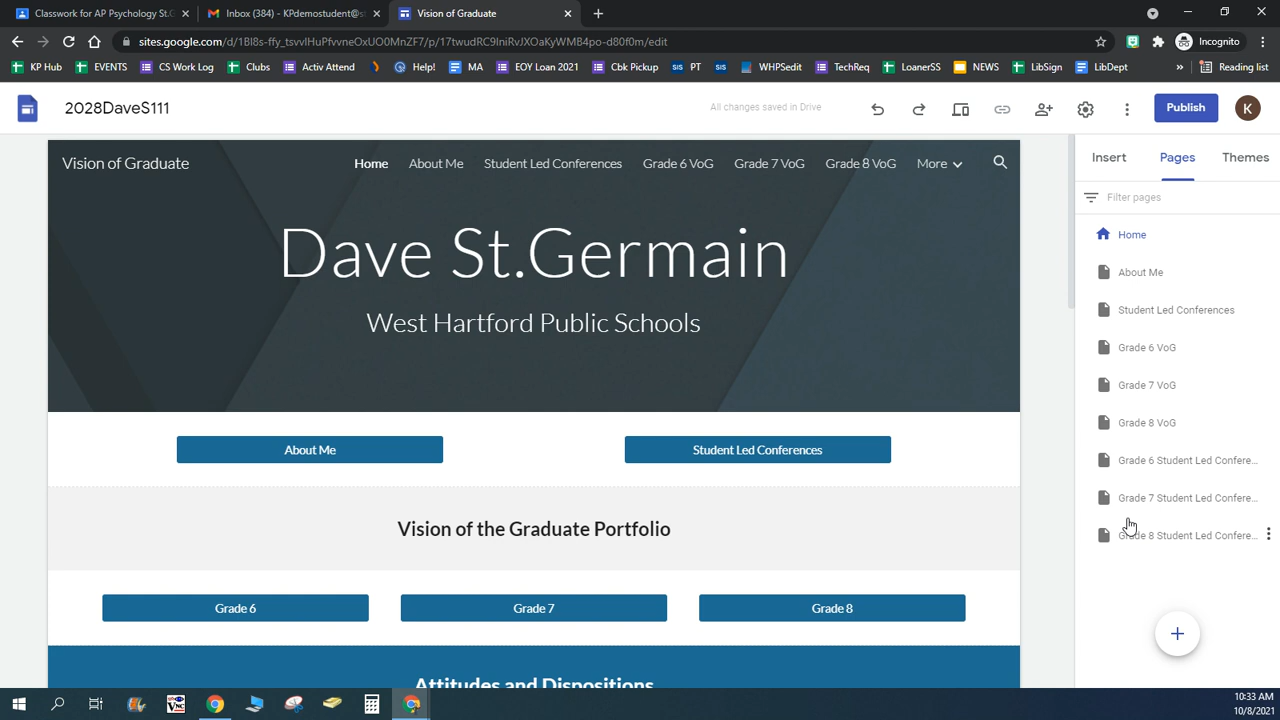 Classwork for AP Psychology St.G
Inbox (384) - KPdemostudent@s
Vision of Graduate
sites.google.com/d/1BI8s-ffy_tsvvIHuPfvvneOxUO0MnZF7/p/17twudRC9IniRvJXOaKyWMB4po-d80f0m/edit
Incognito
KP Hub
EVENTS
CS Work Log
Clubs
Activ Attend
Help!
MA
EOY Loan 2021
Cbk Pickup
SIS PT
SIS
WHPSedit
TechReq
LoanerSS
NEWS
LibSign
LibDept
»
Reading list
2028DaveS111
All changes saved in Drive
Publish
K
Vision of Graduate
Home
About Me
Student Led Conferences
Grade 6 VoG
Grade 7 VoG
Grade 8 VoG
More
Dave St.Germain
West Hartford Public Schools
About Me
Student Led Conferences
Vision of the Graduate Portfolio
Grade 6
Grade 7
Grade 8
Attitudes and Dispositions
Insert
Pages
Themes
Filter pages
Home
About Me
Student Led Conferences
Grade 6 VoG
Grade 7 VoG
Grade 8 VoG
Grade 6 Student Led Confere...
Grade 7 Student Led Confere...
Grade 8 Student Led Confere...
10:33 AM
10/8/2021